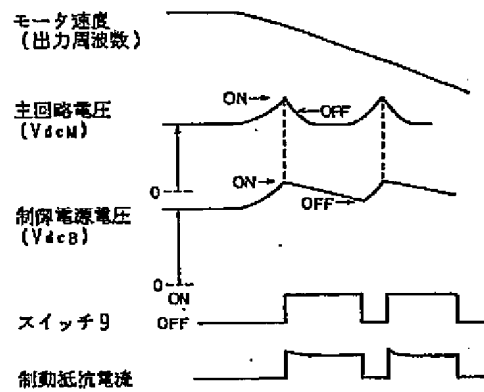 モータ速度
(出力周波数)
ON→
←OFF
主回路電圧
(VdcM)
0
ON→
OFF→
制御電源電圧
(VdcB)
0
ON
スイッチ9 OFF
制動抵抗電流